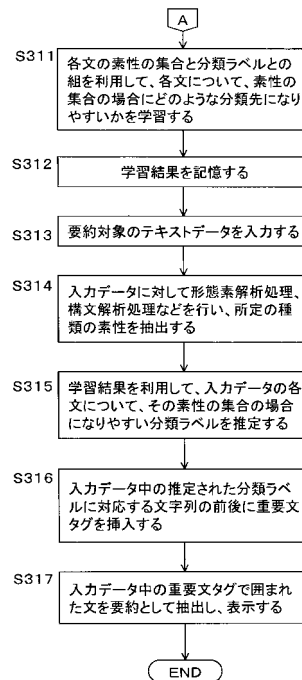 A
S311
各文の素性の集合と分類ラベルとの
組を利用して、各文について、素性の
集合の場合にどのような分類先になり
やすいかを学習する
S312
学習結果を記憶する
S313
要約対象のテキストデータを入力する
S314
入力データに対して形態素解析処理、
構文解析処理などを行い、所定の種
類の素性を抽出する
S315
学習結果を利用して、入力データの各
文について、その素性の集合の場合
になりやすい分類ラベルを推定する
S316
入力データ中の推定された分類ラベ
ルに対応する文字列の前後に重要文
タグを挿入する
S317
入力データ中の重要文タグで囲まれ
た文を要約として抽出し、表示する
END